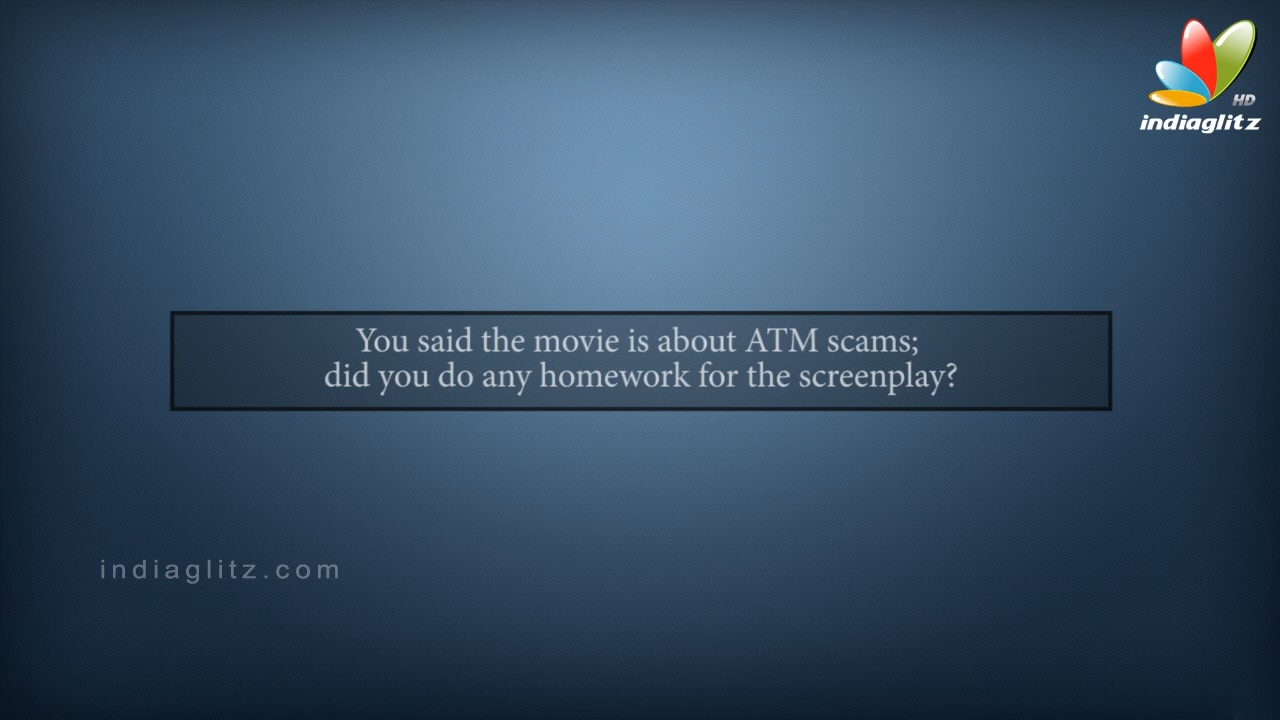 HD
indiaglitz
You said the movie is about ATM scams;
did you do any homework for the screenplay?
indiaglitz.com